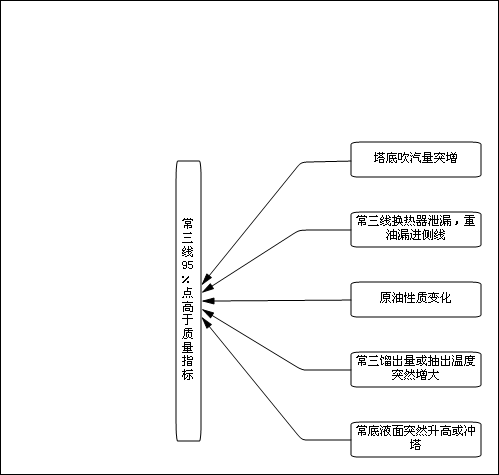 常
三
线
95
%
点
高
于
质
量
指
标
塔底吹汽量突增
常三线换热器泄漏，重
油漏进侧线
原油性质变化
常三馏出量或抽出温度
突然增大
常底液面突然升高或冲
塔